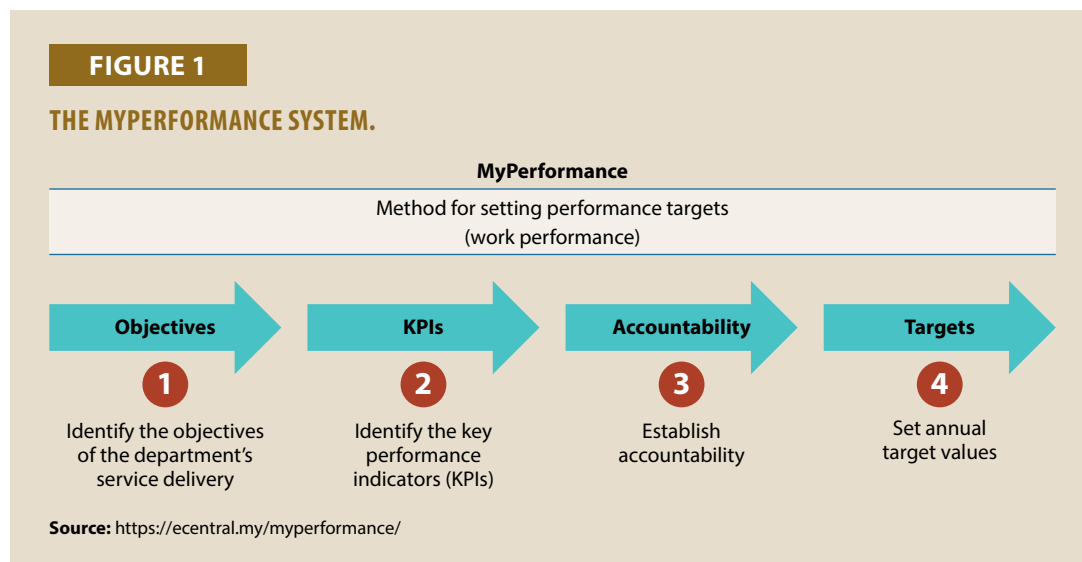 FIGURE 1
THE MYPERFORMANCE SYSTEM.
MyPerformance
Method for setting performance targets
(work performance)
Objectives
1
Identify the objectives
of the department's
service delivery
KPIs
2
Identify the key
performance
indicators (KPIs)
Accountability
3
Establish
accountability
Targets
4
Set annual
target values
Source: https://ecentral.my/myperformance/